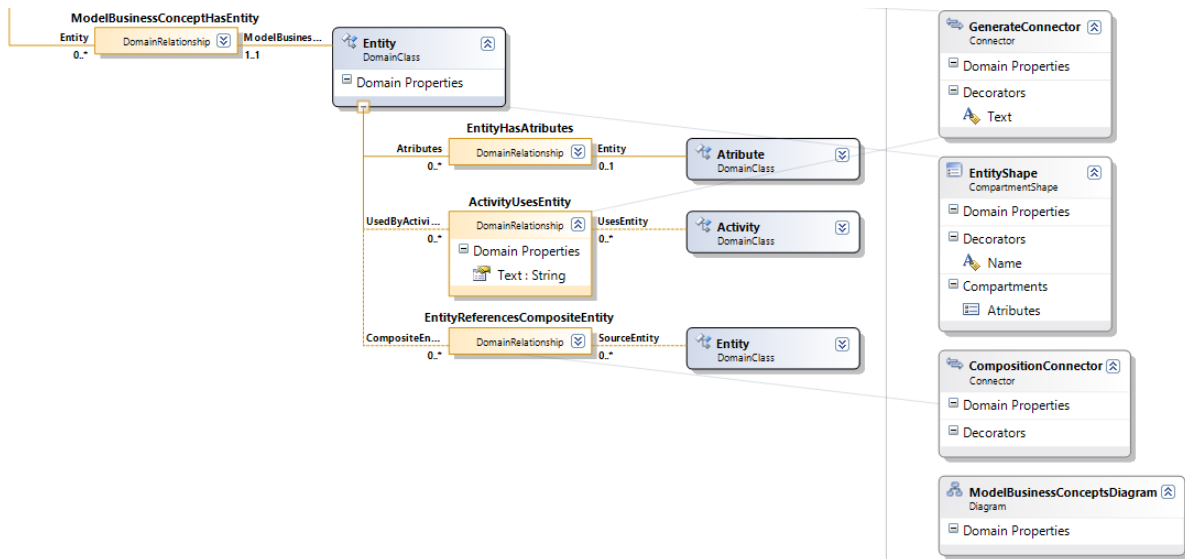 ModelBusinessConceptHasEntity
Entity
DomainRelationship
ModelBusines...
0..*
1..1
Entity
DomainClass
Domain Properties
EntityHasAtributes
Atributes
DomainRelationship
Entity
0..*
0..1
Atribute
DomainClass
ActivityUsesEntity
UsedByActivi...
DomainRelationship
UsesEntity
0..*
0..*
Domain Properties
Text : String
Activity
DomainClass
EntityReferencesCompositeEntity
CompositeEn...
DomainRelationship
SourceEntity
0..*
0..*
Entity
DomainClass
GenerateConnector
Connector
Domain Properties
Decorators
Text
EntityShape
CompartmentShape
Domain Properties
Decorators
Name
Compartments
Atributes
CompositionConnector
Connector
Domain Properties
Decorators
ModelBusinessConceptsDiagram
Diagram
Domain Properties